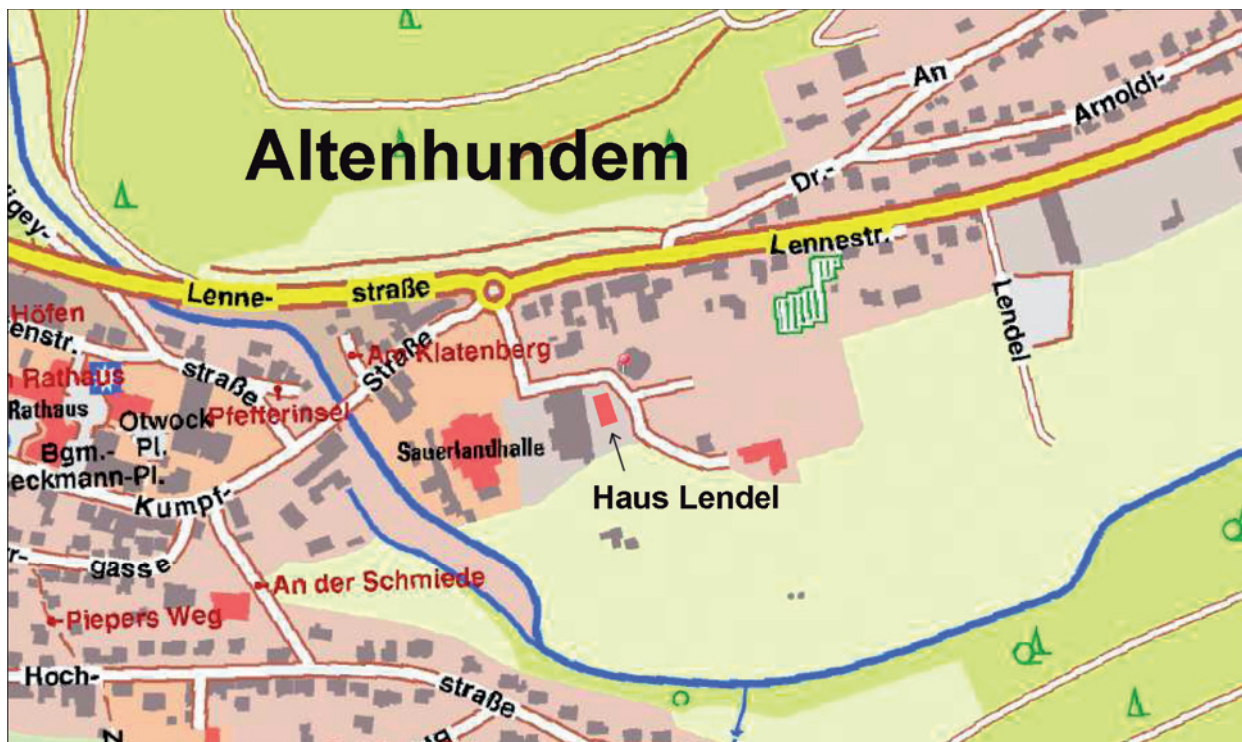 Altenhundem
An
Arnoldi-
Dr.-
Lennestr.
Lenne-
straße
Lendel
Höfen
enstr.
straße
Am Klatenberg
Straße
Rathaus
Rathaus
Otwock
Pl.
Pfefferinsel
Bgm.-
eckmann-Pl.
Sauerlandhalle
Haus Lendel
Kumpf-
gasse
An der Schmiede
Piepers Weg
Hoch-
straße